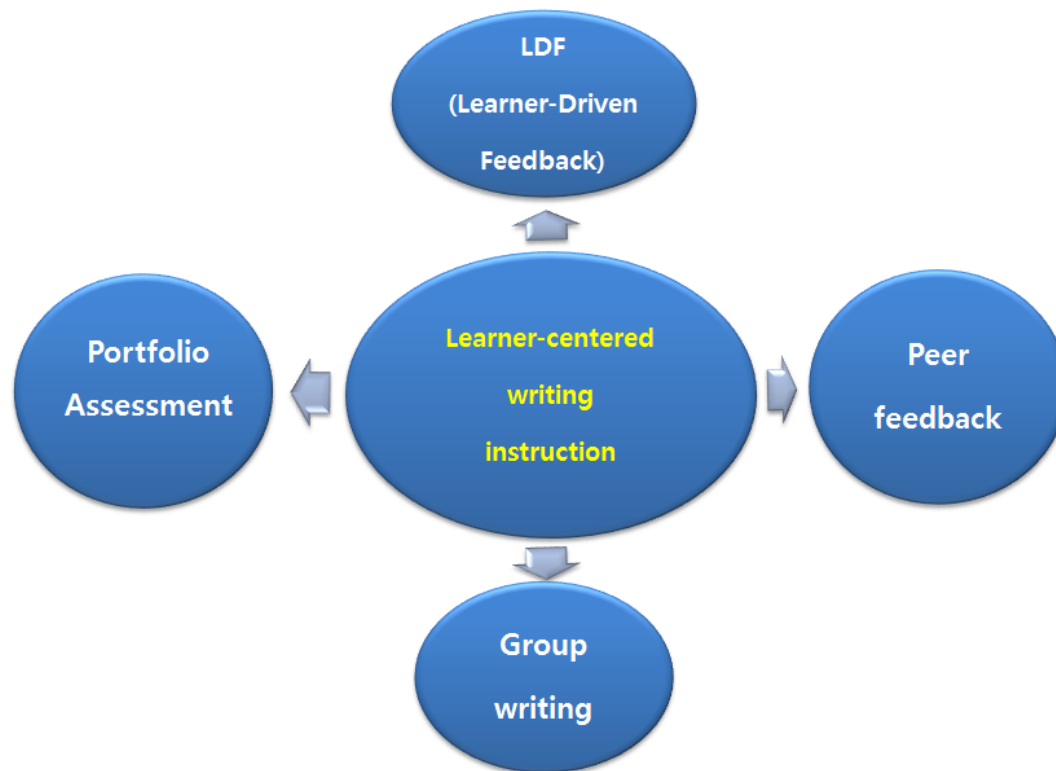 LDF
(Learner-Driven
Feedback)
Portfolio
Assessment
Learner-centered
writing
instruction
Peer
feedback
Group
writing